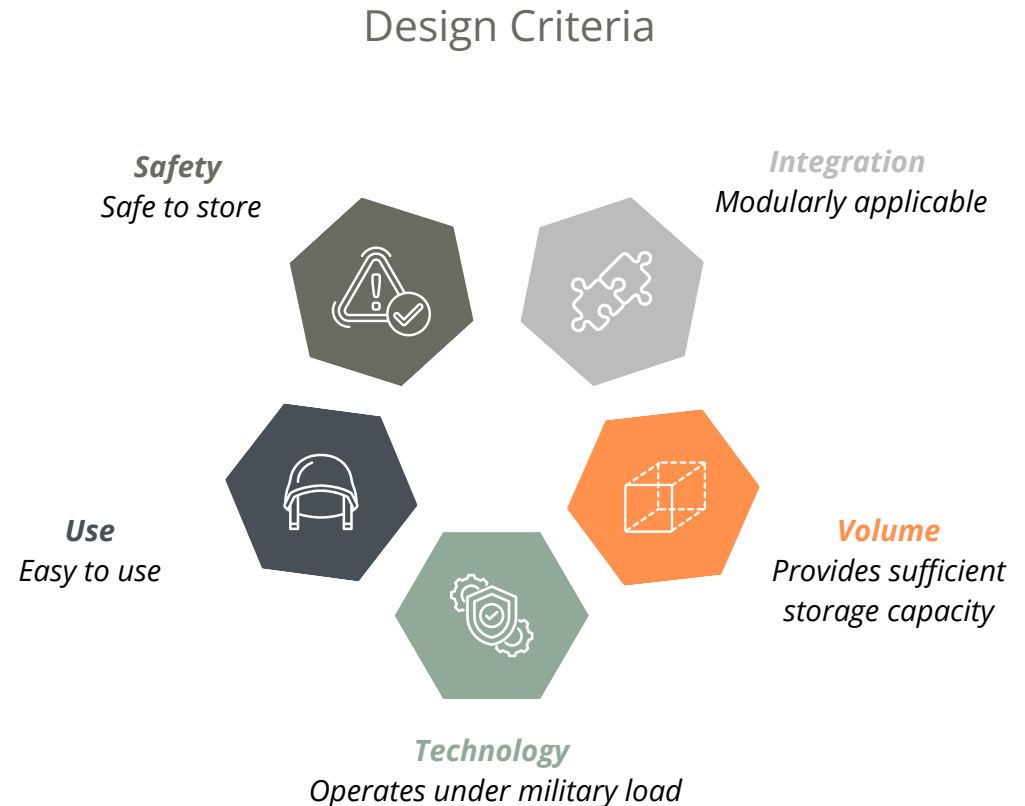 Design Criteria
Safety
Safe to store
Integration
Modularly applicable
Use
Easy to use
Volume
Provides sufficient
storage capacity
Technology
Operates under military load